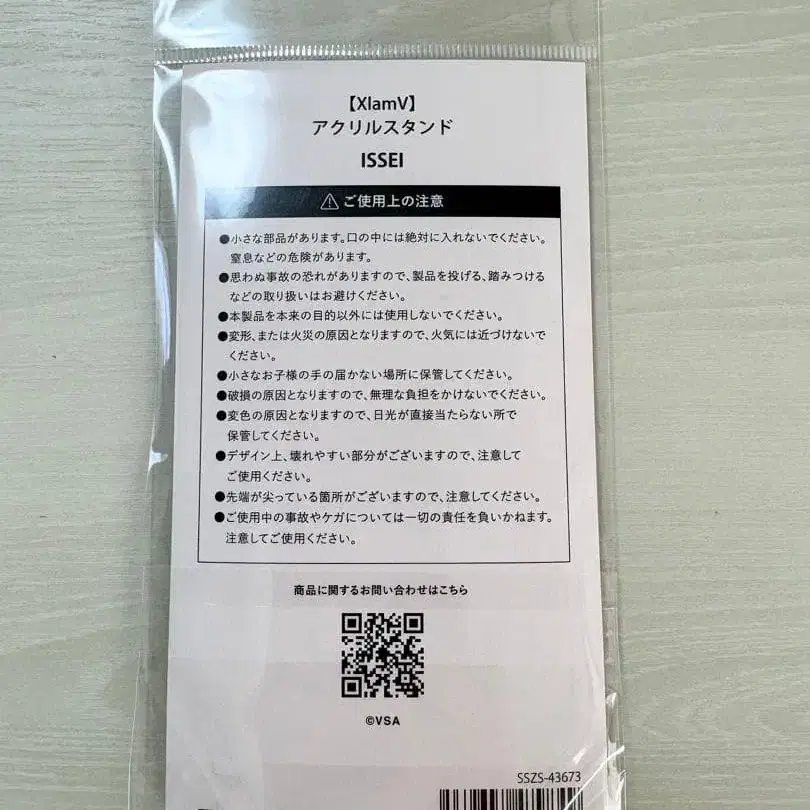 【XlamV】
アクリルスタンド
ISSEI
⚠ご使用上の注意
●小さな部品があります。口の中には絶対に入れないでください。
窒息などの危険があります。
●思わぬ事故の恐れがありますので、製品を投げる、踏みつける
などの取り扱いはお避けください。
●本製品を本来の目的以外には使用しないでください。
●変形、または火災の原因となりますので、火気には近づけないで
ください。
●小さなお子様の手の届かない場所に保管してください。
●破損の原因となりますので、無理な負担をかけないでください。
●変色の原因となりますので、日光が直接当たらない所で
保管してください。
●デザイン上、壊れやすい部分がございますので、注意して
ご使用ください。
●先端が尖っている箇所がございますので、注意してください。
●ご使用中の事故やケガについては一切の責任を負いかねます。
注意してご使用ください。
商品に関するお問い合わせはこちら
©VSA
SSZS-43673